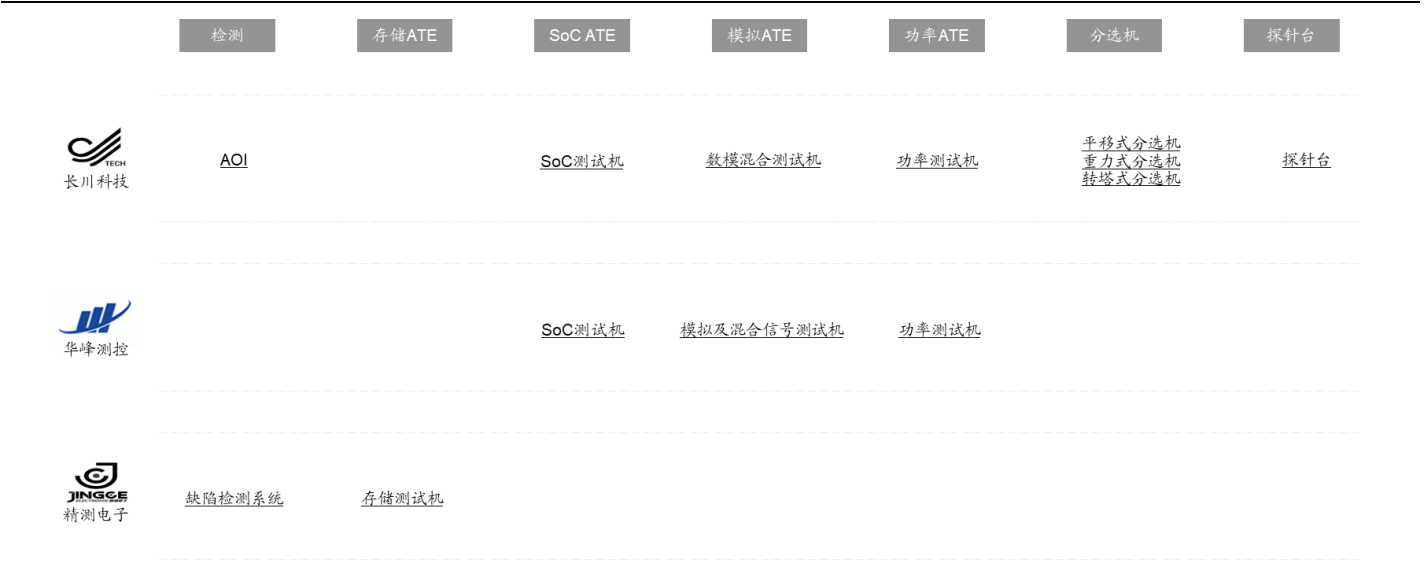 检测
存储ATE
SoC ATE
模拟ATE
功率ATE
分选机
探针台
TECH
长川科技
AOI
SoC测试机
数模混合测试机
功率测试机
平移式分选机
重力式分选机
转塔式分选机
探针台
华峰测控
SoC测试机
模拟及混合信号测试机
功率测试机
JINGCE
精测电子
缺陷检测系统
存储测试机